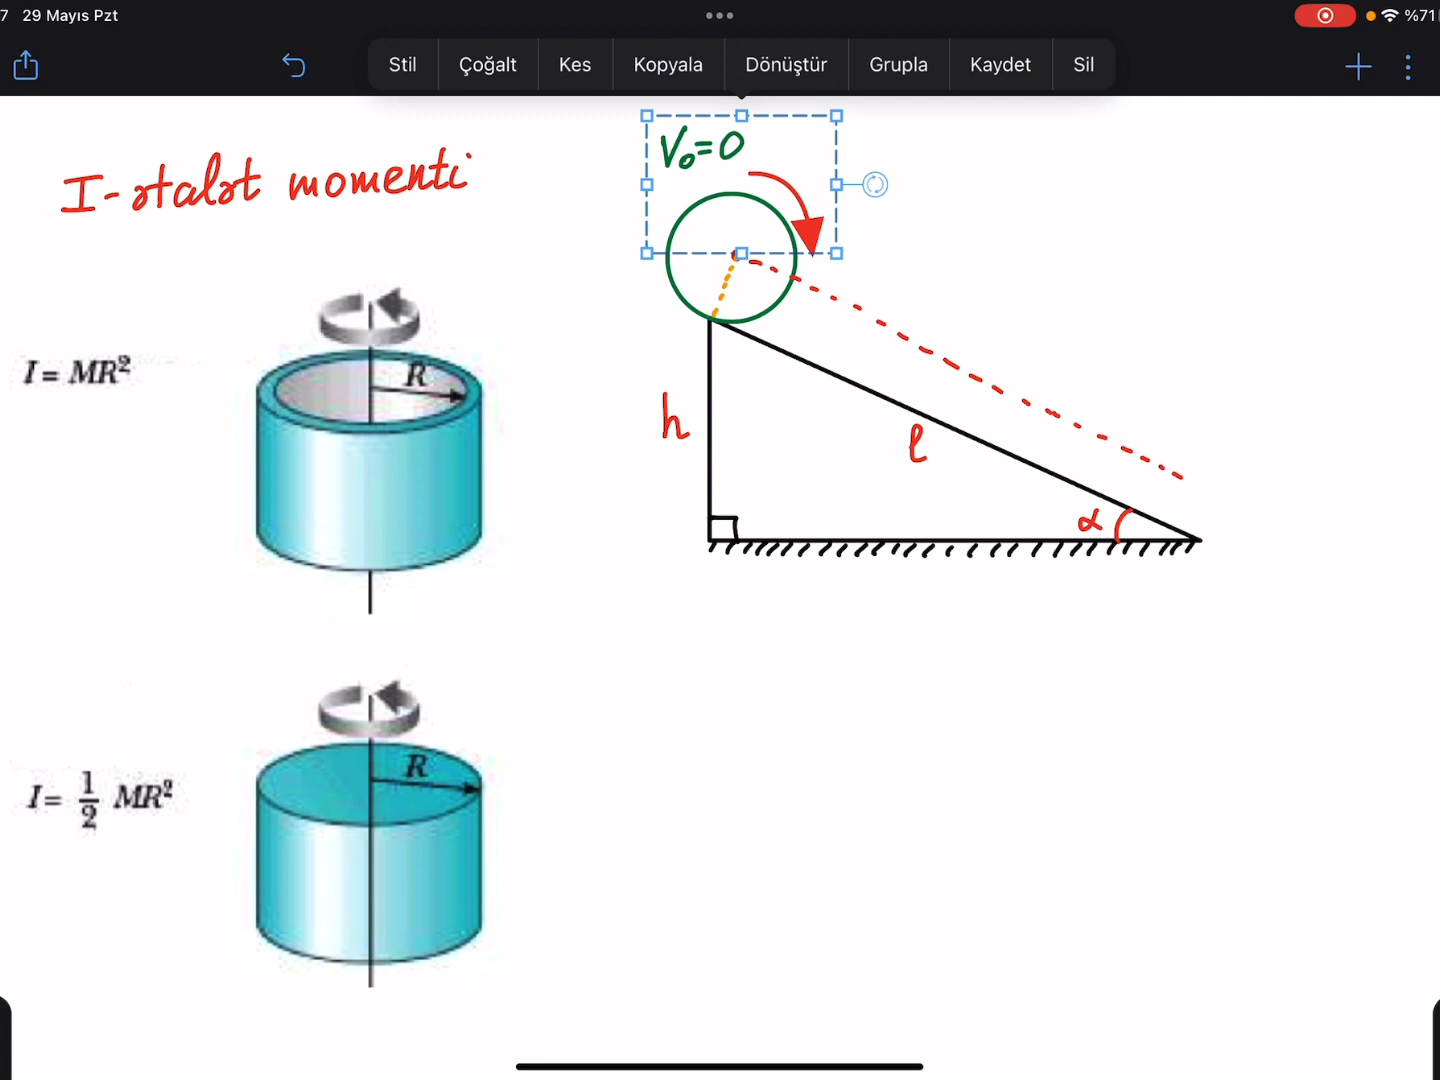 7 29 Mayıs Pzt
%71
Stil Çoğalt Kes Kopyala Dönüştür Grupla Kaydet Sil
I-ətalət momenti
V₀=0
I = MR²
R
h
l
α
I = 1/2 MR²
R